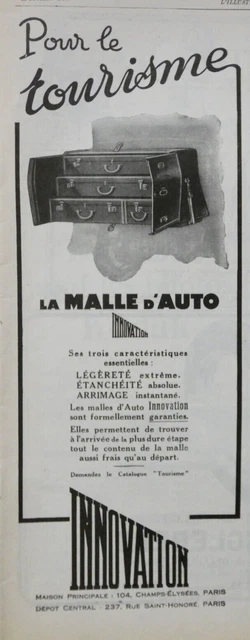 Pour le
tourisme
LA MALLE D'AUTO
INNOVATION
Ses trois caractéristiques
essentielles :
LÉGÈRETÉ extrême.
ÉTANCHÉITÉ absolue.
ARRIMAGE instantané.
Les malles d'Auto Innovation
sont formellement garanties.
Elles permettent de trouver
à l'arrivée de la plus dure étape
tout le contenu de la malle
aussi frais qu'au départ.
Demandez le Catalogue "Tourisme"
INNOVATION
MAISON PRINCIPALE : 104, CHAMPS-ÉLYSÉES, PARIS
DÉPOT CENTRAL : 237, RUE SAINT-HONORÉ, PARIS